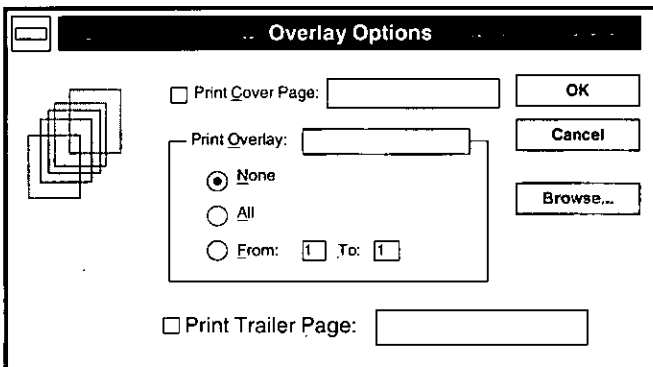 Overlay Options
Print Cover Page:
OK
Print Overlay:
Cancel
None
Browse...
All
From: 1 To: 1
Print Trailer Page: